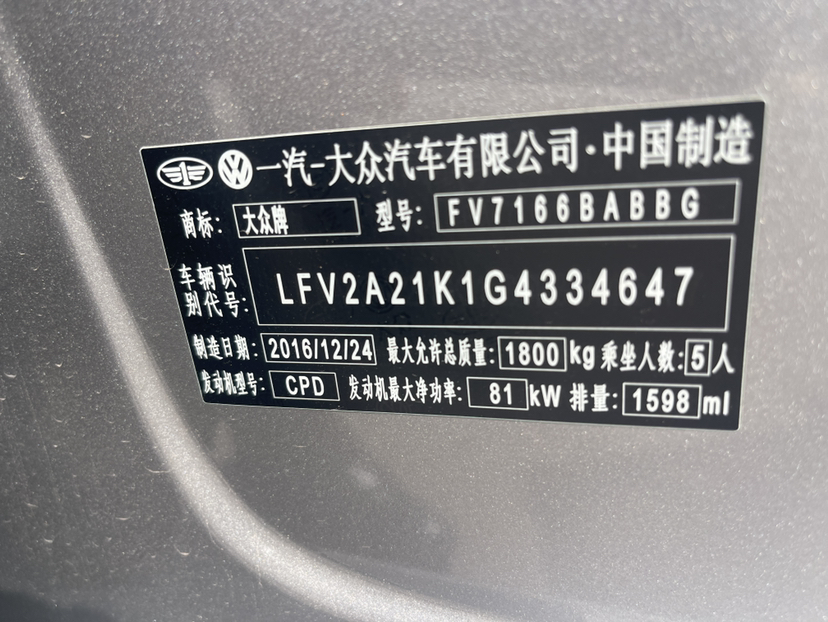 一汽-大众汽车有限公司·中国制造
商标: 大众牌 型号: FV7166BABBG
车辆识别代号: LFV2A21K1G4334647
制造日期: 2016/12/24 最大允许总质量: 1800 kg 乘坐人数: 5 人
发动机型号: CPD 发动机最大净功率: 81 kW 排量: 1598 ml